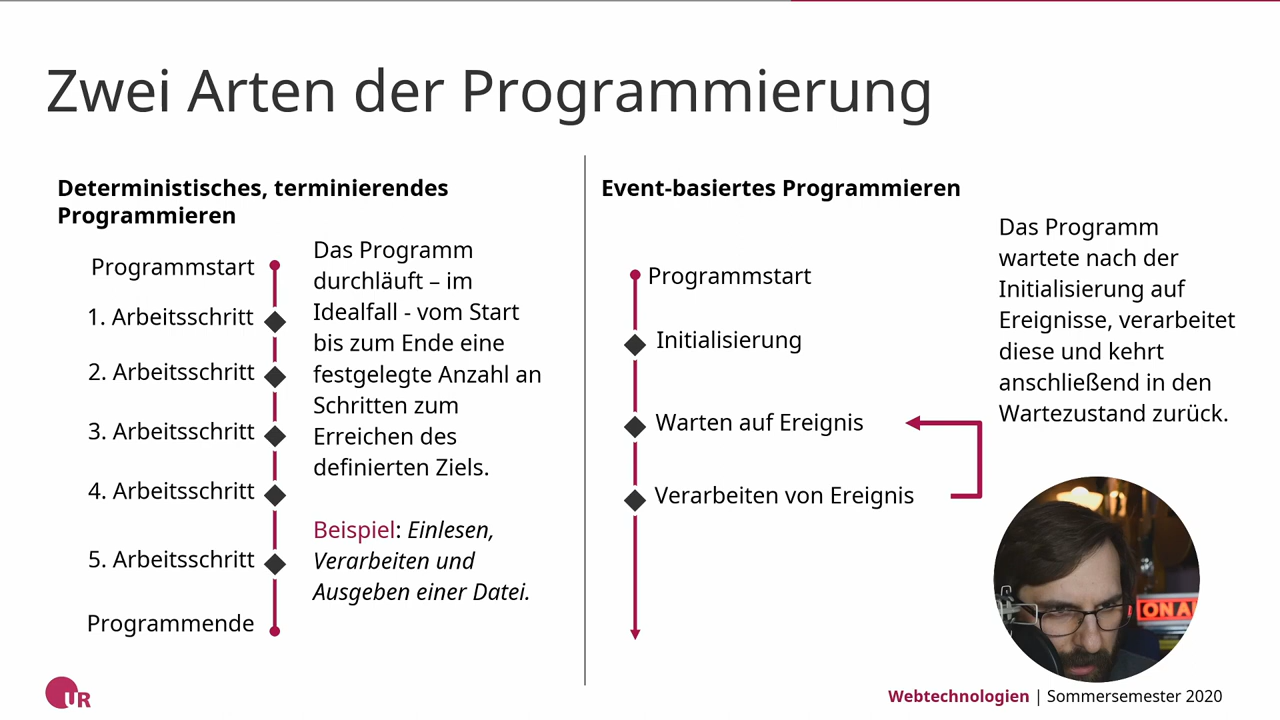 Zwei Arten der Programmierung
Deterministisches, terminierendes
Programmieren
Programmstart
1. Arbeitsschritt
2. Arbeitsschritt
3. Arbeitsschritt
4. Arbeitsschritt
5. Arbeitsschritt
Programmende
Das Programm
durchläuft – im
Idealfall - vom Start
bis zum Ende eine
festgelegte Anzahl an
Schritten zum
Erreichen des
definierten Ziels.
Beispiel: Einlesen,
Verarbeiten und
Ausgeben einer Datei.
Event-basiertes Programmieren
Programmstart
Initialisierung
Warten auf Ereignis
Verarbeiten von Ereignis
Das Programm
wartete nach der
Initialisierung auf
Ereignisse, verarbeitet
diese und kehrt
anschließend in den
Wartezustand zurück.
ON A
UR
Webtechnologien | Sommersemester 2020